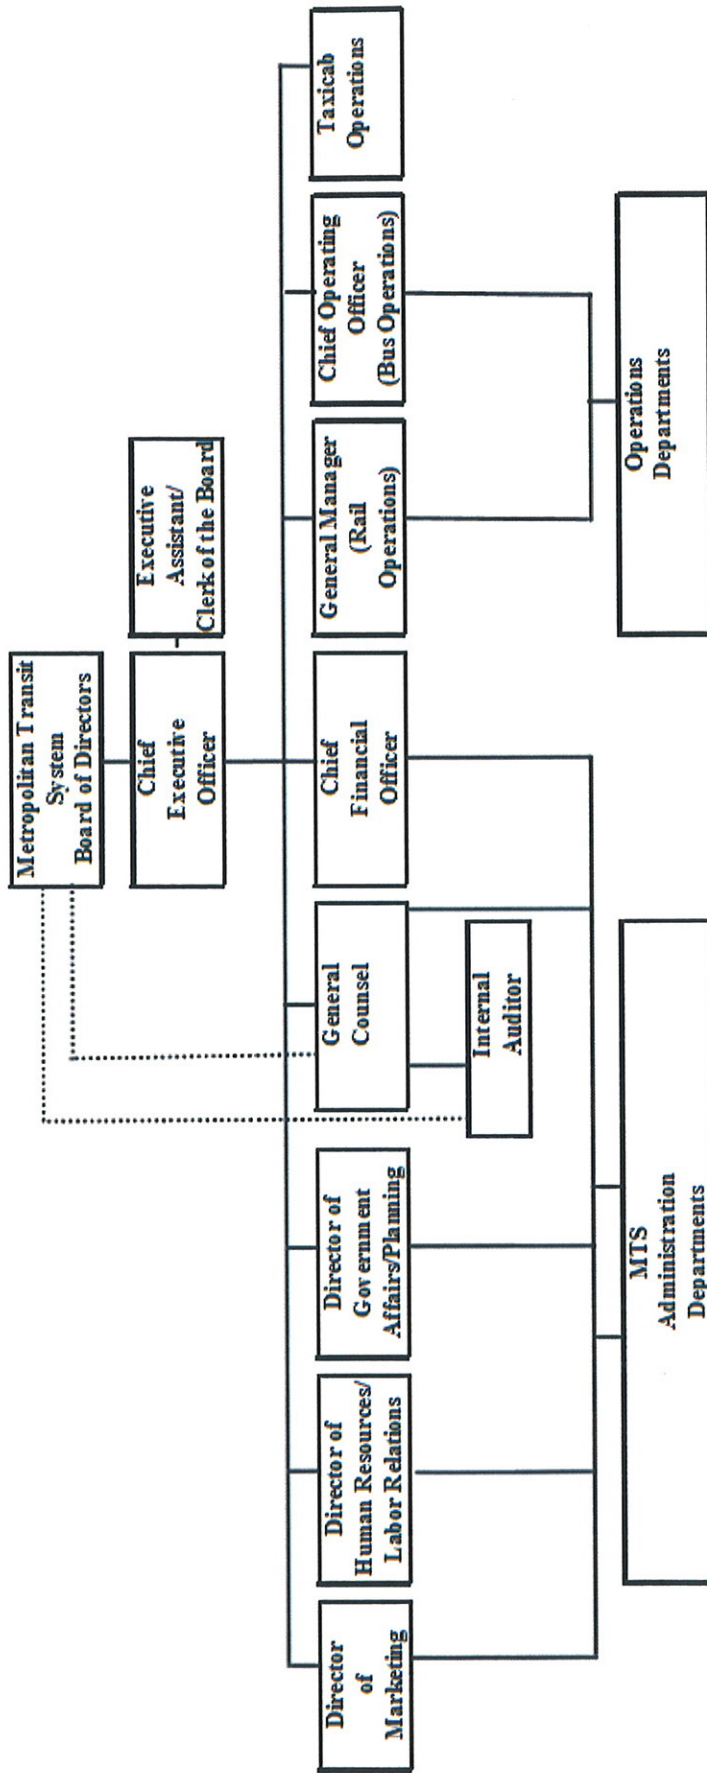 Metropolitan Transit
System
Board of Directors
Chief
Executive
Officer
Executive
Assistant/
Clerk of the Board
Director
of
Marketing
Director of
Human Resources/
Labor Relations
Director of
Government
Affairs/Planning
General
Counsel
Chief
Financial
Officer
General Manager
(Rail
Operations)
Chief Operating
Officer
(Bus Operations)
Taxicab
Operations
Internal
Auditor
MTS
Administration
Departments
Operations
Departments